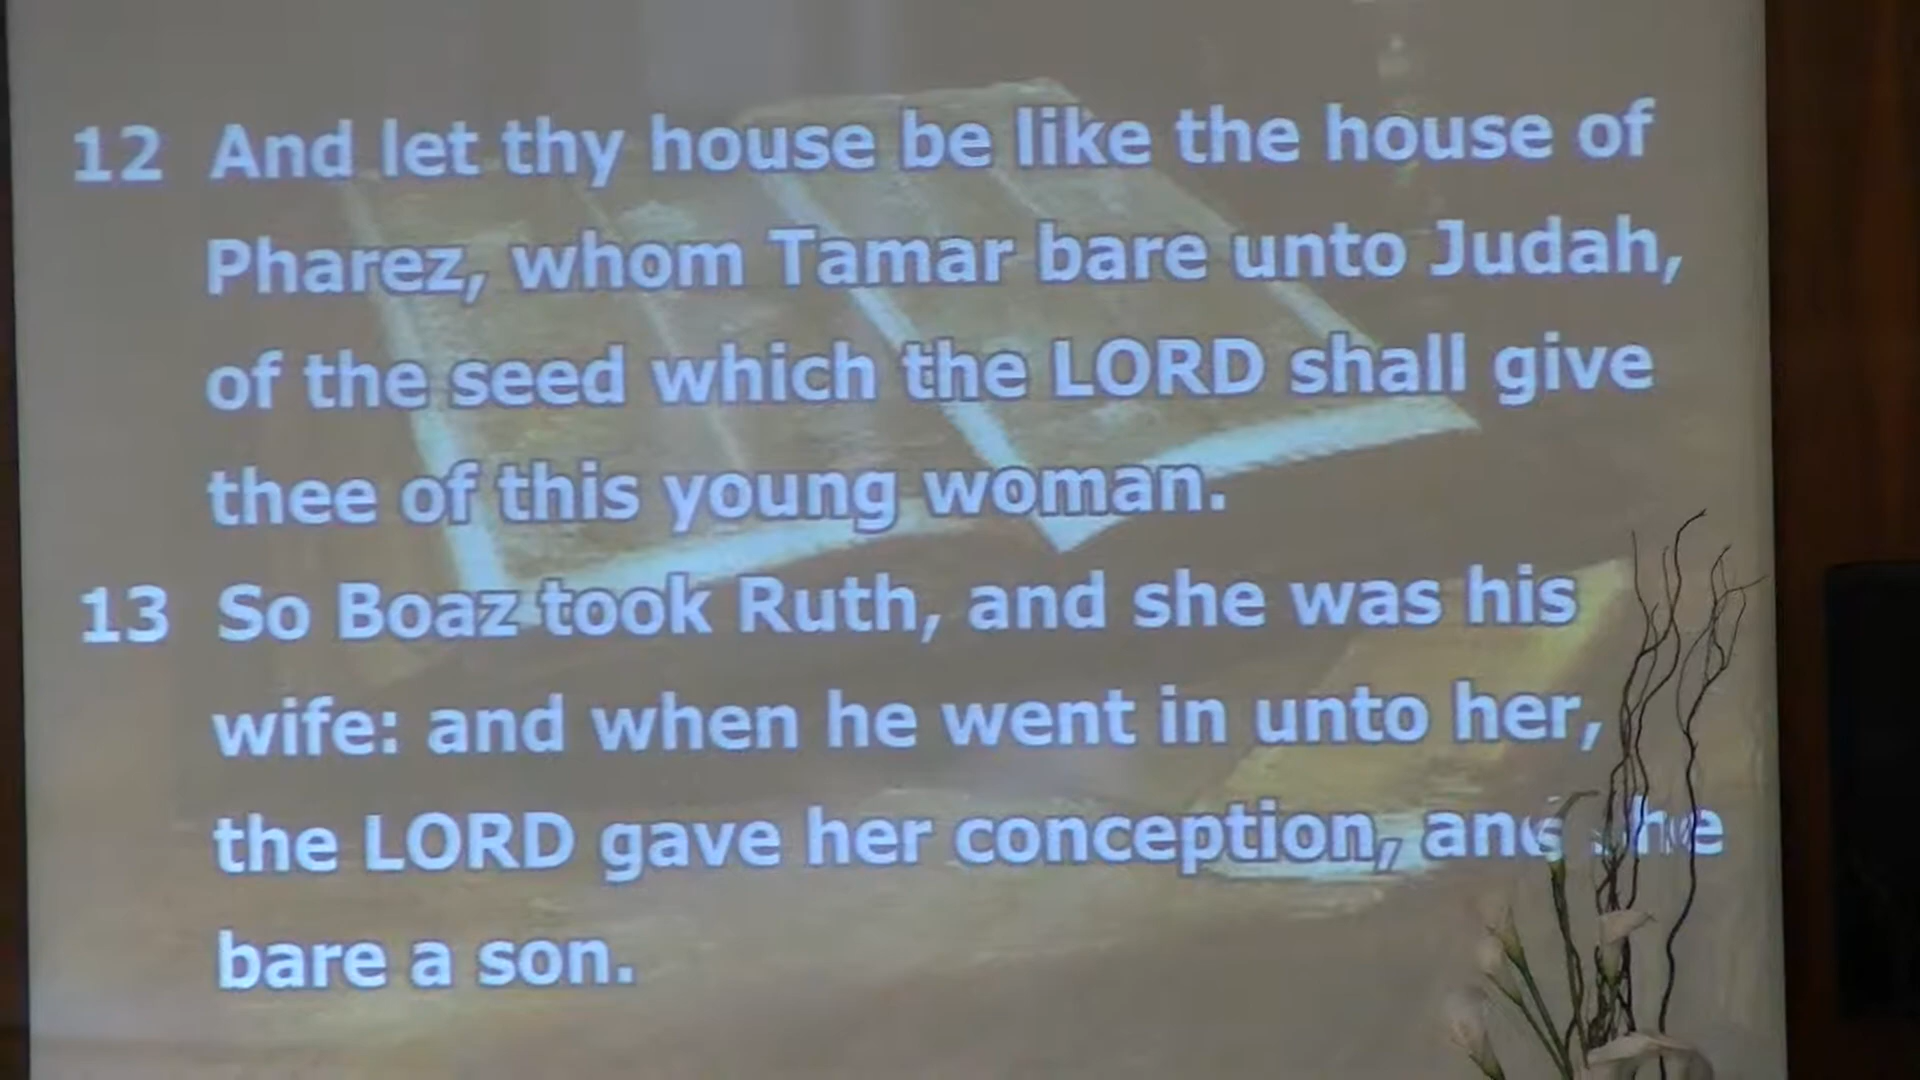 12 And let thy house be like the house of
Pharez, whom Tamar bare unto Judah,
of the seed which the LORD shall give
thee of this young woman.
13 So Boaz took Ruth, and she was his
wife: and when he went in unto her,
the LORD gave her conception, and she
bare a son.